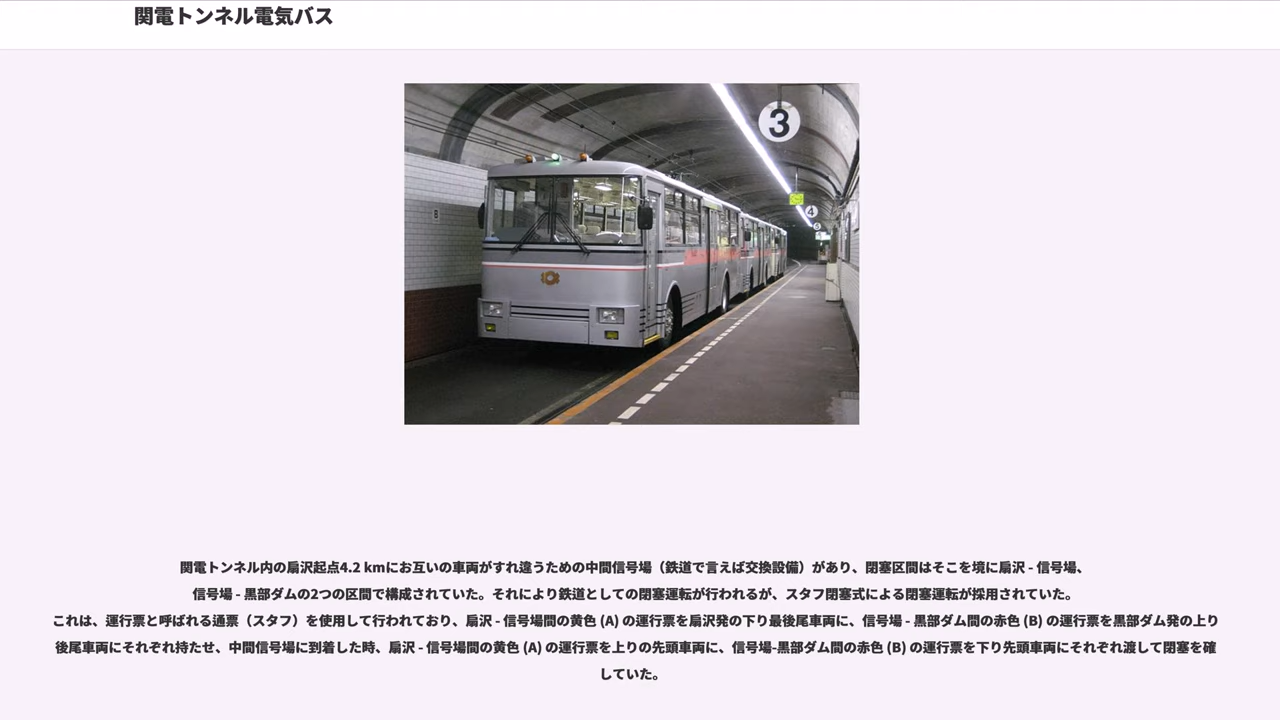 関電トンネル電気バス
3
4
5
関電トンネル内の扇沢起点4.2 kmにお互いの車両がすれ違うための中間信号場（鉄道で言えば交換設備）があり、閉塞区間はそこを境に扇沢 - 信号場、
信号場 - 黒部ダムの2つの区間で構成されていた。それにより鉄道としての閉塞運転が行われるが、スタフ閉塞式による閉塞運転が採用されていた。
これは、運行票と呼ばれる通票（スタフ）を使用して行われており、扇沢 - 信号場間の黄色 (A) の運行票を扇沢発の下り最後尾車両に、信号場 - 黒部ダム間の赤色 (B) の運行票を黒部ダム発の上り
後尾車両にそれぞれ持たせ、中間信号場に到着した時、扇沢 - 信号場間の黄色 (A) の運行票を上りの先頭車両に、信号場-黒部ダム間の赤色 (B) の運行票を下り先頭車両にそれぞれ渡して閉塞を確
していた。